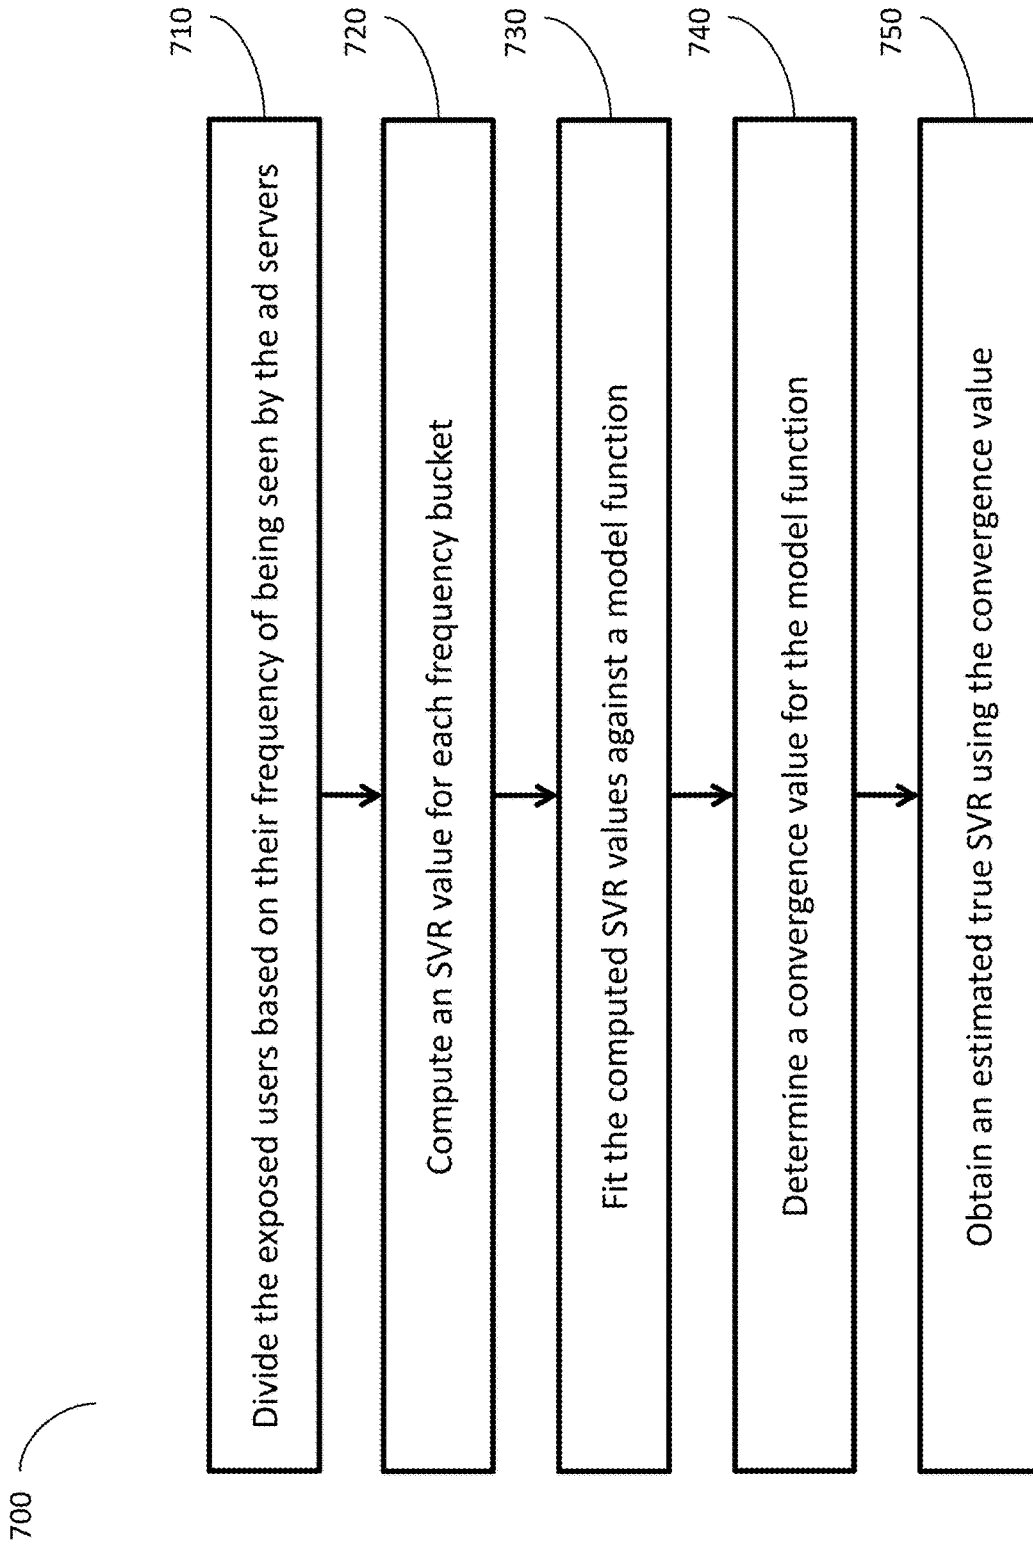 700
710
Divide the exposed users based on their frequency of being seen by the ad servers
720
Compute an SVR value for each frequency bucket
730
Fit the computed SVR values against a model function
740
Determine a convergence value for the model function
750
Obtain an estimated true SVR using the convergence value